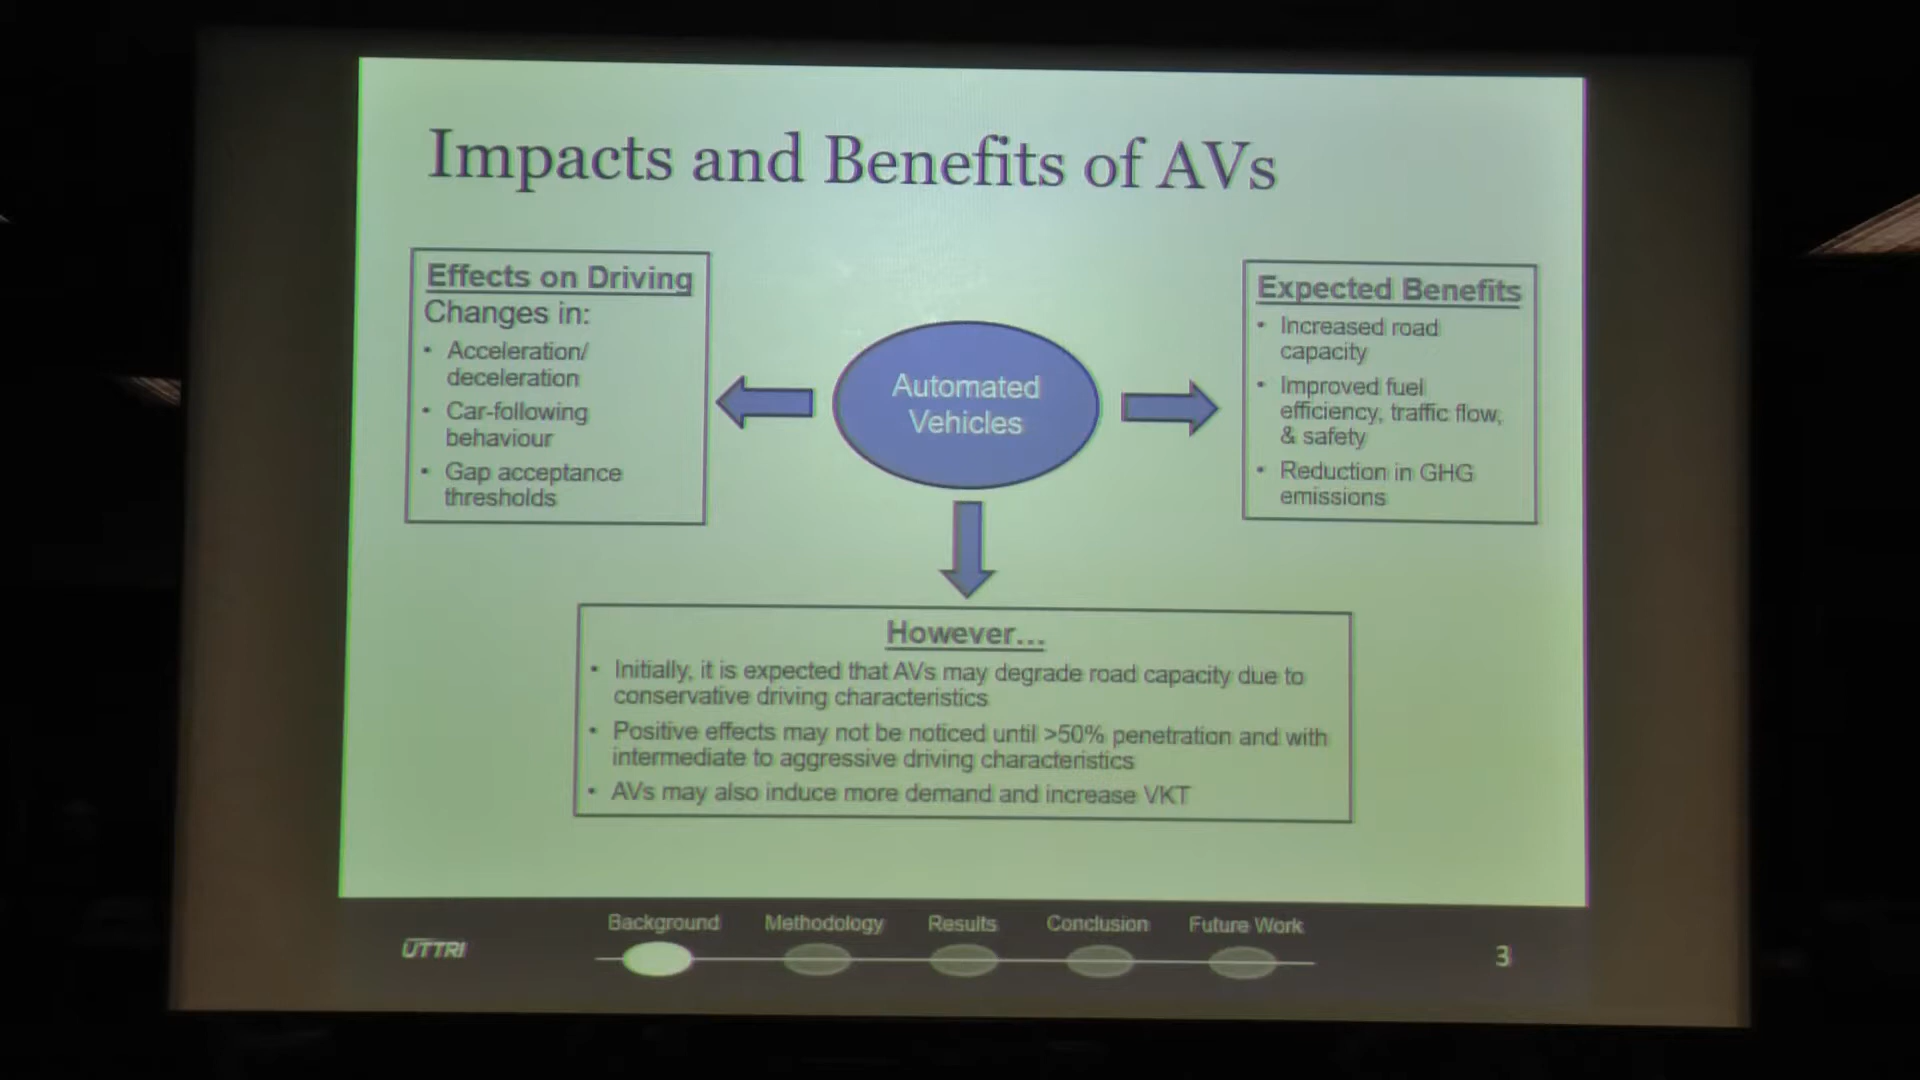 Impacts and Benefits of AVs
Effects on Driving
Changes in:
• Acceleration/
deceleration
• Car-following
behaviour
• Gap acceptance
thresholds
Automated
Vehicles
Expected Benefits
• Increased road
capacity
• Improved fuel
efficiency, traffic flow,
& safety
• Reduction in GHG
emissions
However...
• Initially, it is expected that AVs may degrade road capacity due to
conservative driving characteristics
• Positive effects may not be noticed until >50% penetration and with
intermediate to aggressive driving characteristics
• AVs may also induce more demand and increase VKT
UTTRI
Background
Methodology
Results
Conclusion
Future Work
3